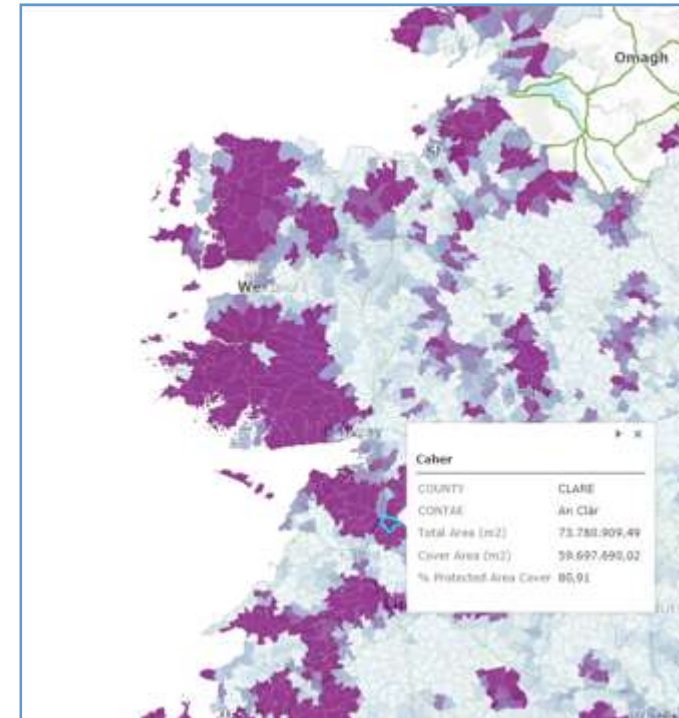 Omagh
Caher
COUNTY CLARE
CONTAE An Clár
Total Area (m2) 73.780.909,49
Cover Area (m2) 59.697.690,02
% Protected Area Cover 80,91